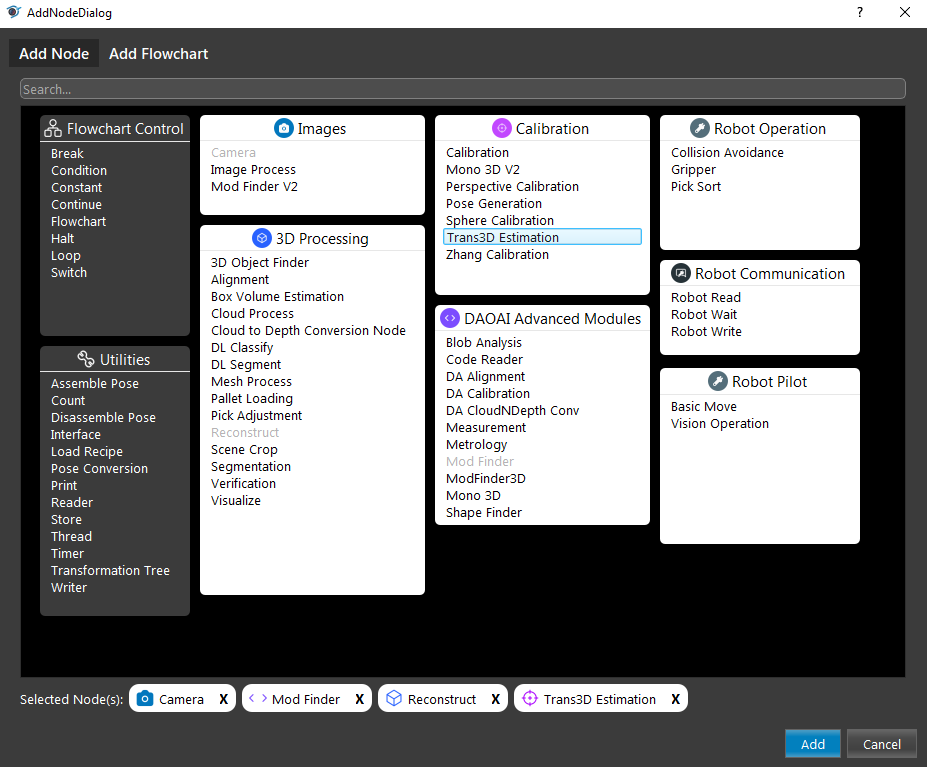 AddNodeDialog
?
Add Node
Add Flowchart
Search...
Flowchart Control
Break
Condition
Constant
Continue
Flowchart
Halt
Loop
Switch
Utilities
Assemble Pose
Count
Disassemble Pose
Interface
Load Recipe
Pose Conversion
Print
Reader
Store
Thread
Timer
Transformation Tree
Writer
Images
Camera
Image Process
Mod Finder V2
3D Processing
3D Object Finder
Alignment
Box Volume Estimation
Cloud Process
Cloud to Depth Conversion Node
DL Classify
DL Segment
Mesh Process
Pallet Loading
Pick Adjustment
Reconstruct
Scene Crop
Segmentation
Verification
Visualize
Calibration
Calibration
Mono 3D V2
Perspective Calibration
Pose Generation
Sphere Calibration
Trans3D Estimation
Zhang Calibration
DAOAI Advanced Modules
Blob Analysis
Code Reader
DA Alignment
DA Calibration
DA CloudNDepth Conv
Measurement
Metrology
Mod Finder
ModFinder3D
Mono 3D
Shape Finder
Robot Operation
Collision Avoidance
Gripper
Pick Sort
Robot Communication
Robot Read
Robot Wait
Robot Write
Robot Pilot
Basic Move
Vision Operation
Selected Node(s): Camera X Mod Finder X Reconstruct X Trans3D Estimation X
Add
Cancel